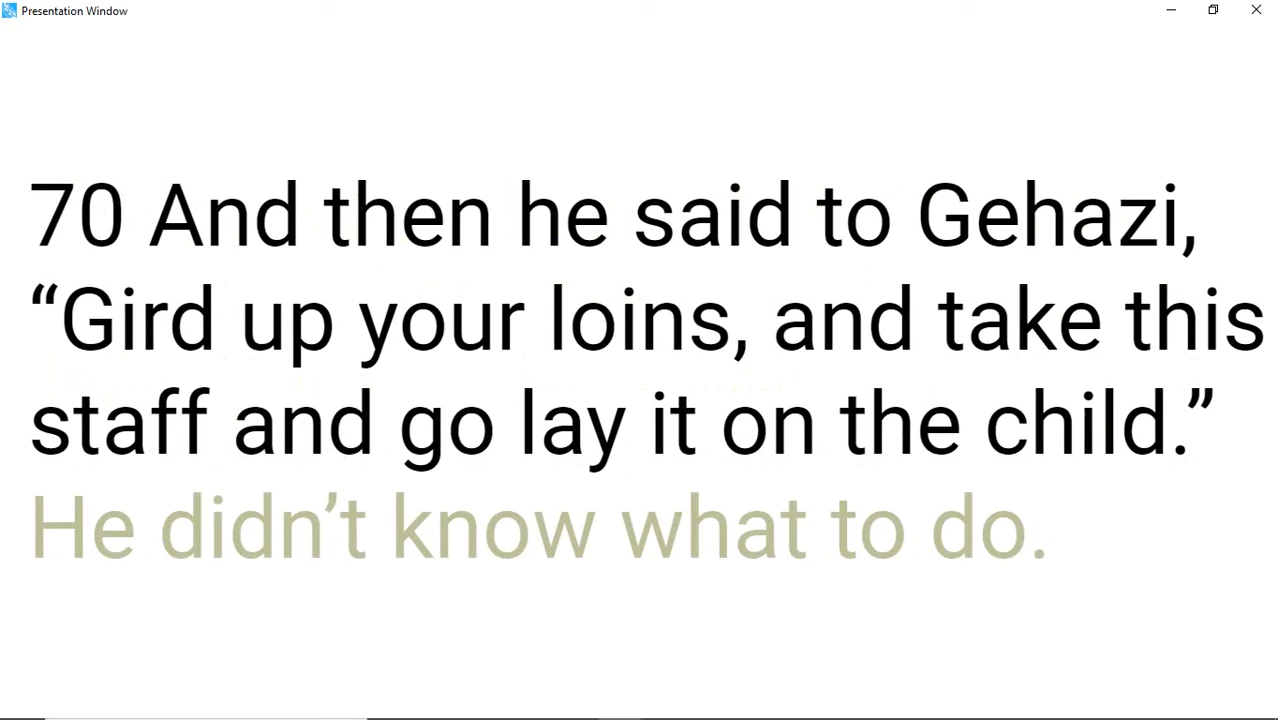 Presentation Window
70 And then he said to Gehazi,
“Gird up your loins, and take this
staff and go lay it on the child.”
He didn’t know what to do.